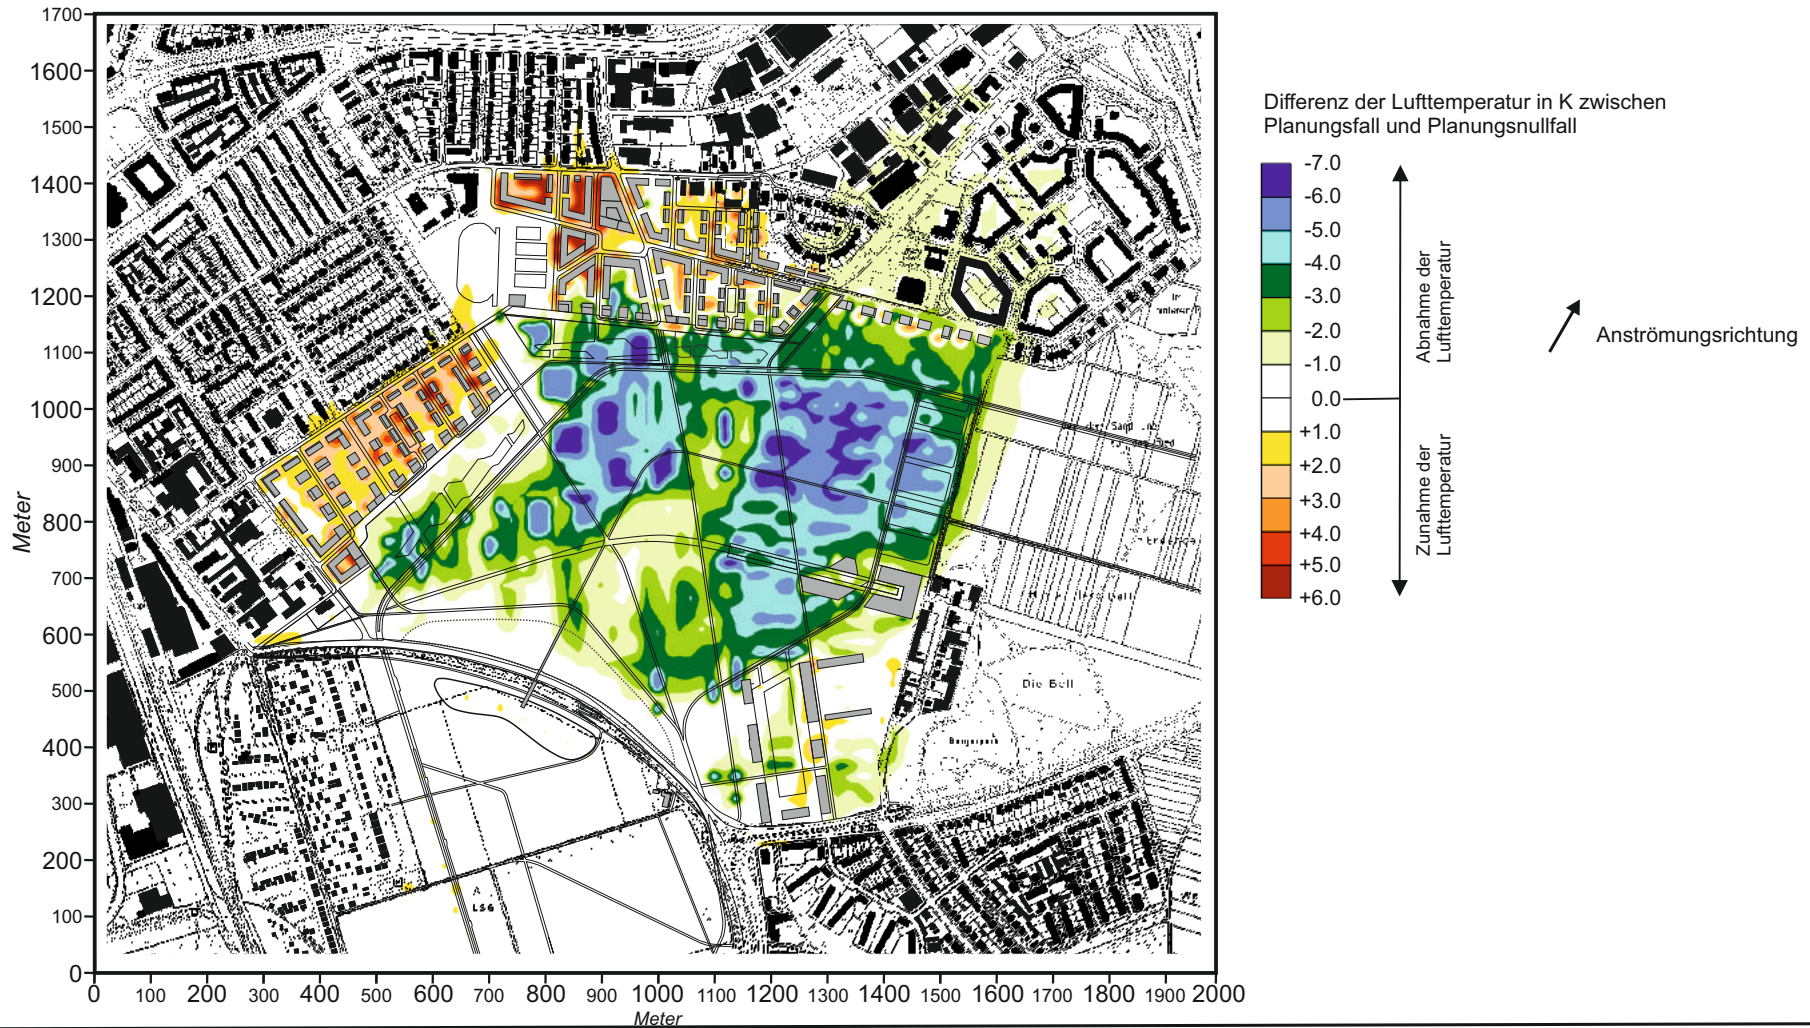 1700
1600
1500
1400
1300
1200
1100
1000
900
800
700
600
500
400
300
200
100
0
Meter
0 100 200 300 400 500 600 700 800 900 1000 1100 1200 1300 1400 1500 1600 1700 1800 1900 2000
Meter
Die Bell
LSG
Differenz der Lufttemperatur in K zwischen
Planungsfall und Planungsnullfall
-7.0
-6.0
-5.0
-4.0
-3.0
-2.0
-1.0
0.0
+1.0
+2.0
+3.0
+4.0
+5.0
+6.0
Abnahme der
Lufttemperatur
Zunahme der
Lufttemperatur
Anströmungsrichtung